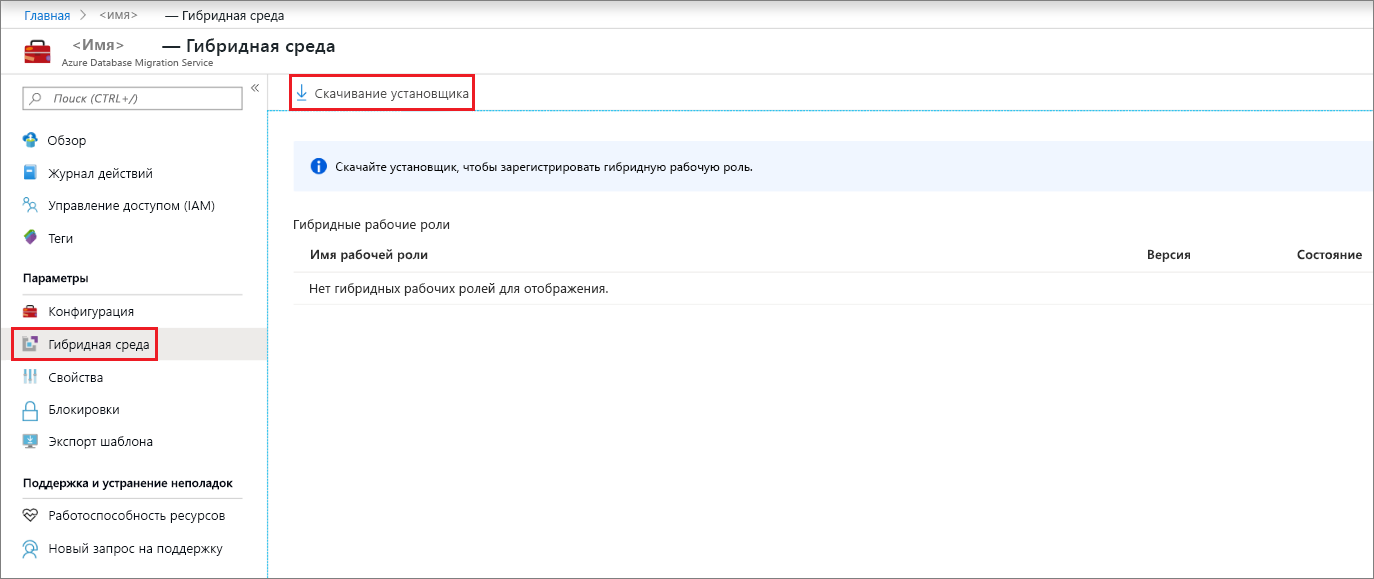 Главная > <имя> — Гибридная среда
<Имя> — Гибридная среда
Azure Database Migration Service
Поиск (CTRL+/)
«
Обзор
Журнал действий
Управление доступом (IAM)
Теги
Параметры
Конфигурация
Гибридная среда
Свойства
Блокировки
Экспорт шаблона
Поддержка и устранение неполадок
Работоспособность ресурсов
Новый запрос на поддержку
Скачивание установщика
Скачайте установщик, чтобы зарегистрировать гибридную рабочую роль.
Гибридные рабочие роли
Имя рабочей роли Версия Состояние
Нет гибридных рабочих ролей для отображения.